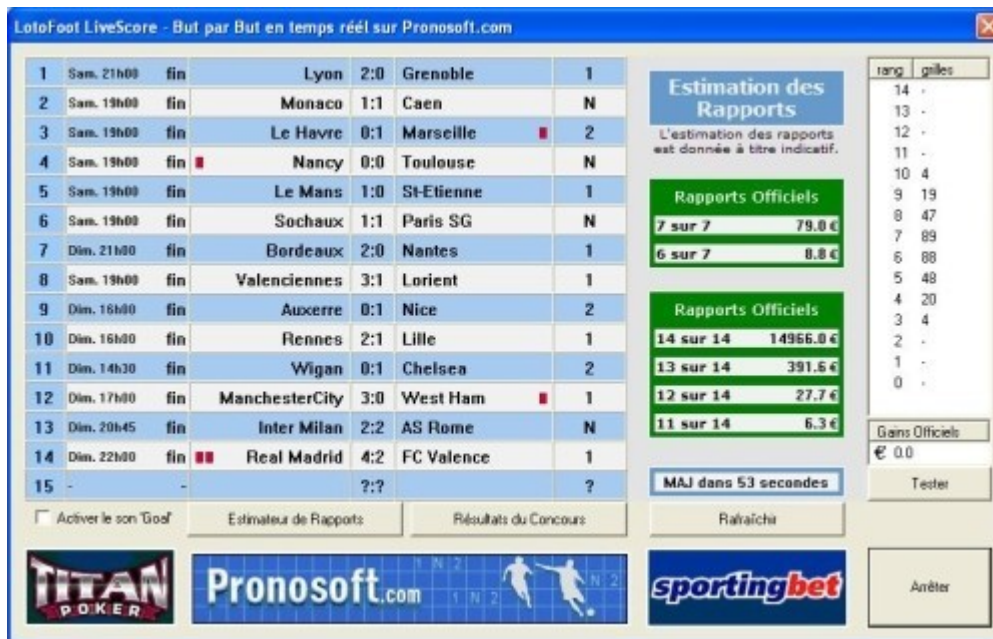 LotoFoot LiveScore - But par But en temps réél sur Pronosoft.com
1 Sam. 21h00 fin Lyon 2:0 Grenoble 1
2 Sam. 19h00 fin Monaco 1:1 Caen N
3 Sam. 19h00 fin Le Havre 0:1 Marseille 2
4 Sam. 19h00 fin Nancy 0:0 Toulouse N
5 Sam. 19h00 fin Le Mans 1:0 St-Etienne 1
6 Sam. 19h00 fin Sochaux 1:1 Paris SG N
7 Dim. 21h00 fin Bordeaux 2:0 Nantes 1
8 Sam. 19h00 fin Valenciennes 3:1 Lorient 1
9 Dim. 16h00 fin Auxerre 0:1 Nice 2
10 Dim. 16h00 fin Rennes 2:1 Lille 1
11 Dim. 14h30 fin Wigan 0:1 Chelsea 2
12 Dim. 17h00 fin ManchesterCity 3:0 West Ham 1
13 Dim. 20h45 fin Inter Milan 2:2 AS Rome N
14 Dim. 22h00 fin Real Madrid 4:2 FC Valence 1
15 - - ?:? ?
Activer le son 'Goal'
Estimateur de Rapports
Résultats du Concours
Estimation des
Rapports
L'estimation des rapports
est donnée à titre indicatif.
Rapports Officiels
7 sur 7 79.0 €
6 sur 7 8.8 €
Rapports Officiels
14 sur 14 14966.0 €
13 sur 14 391.6 €
12 sur 14 27.7 €
11 sur 14 6.3 €
MAJ dans 53 secondes
Rafraîchir
rang grilles
14 -
13 -
12 -
11 -
10 4
9 19
8 47
7 89
6 88
5 48
4 20
3 4
2 -
1 -
0 -
Gains Officiels
€ 0.0
Tester
TITAN
POKER
Pronosoft.com
1 N 2
1 N 2
N 2
sportingbet
Arrêter